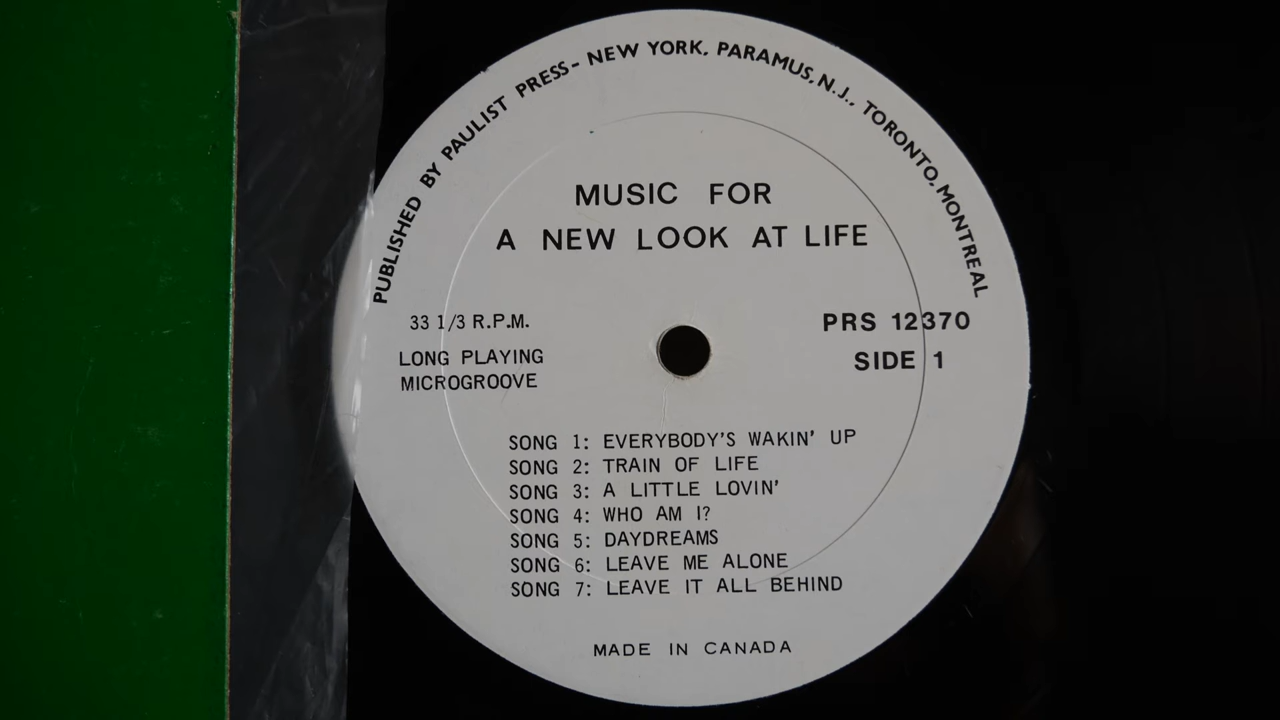 PUBLISHED BY PAULIST PRESS - NEW YORK, PARAMUS, N.J., TORONTO, MONTREAL
MUSIC FOR
A NEW LOOK AT LIFE
33 1/3 R.P.M.
LONG PLAYING
MICROGROOVE
PRS 12370
SIDE 1
SONG 1: EVERYBODY'S WAKIN' UP
SONG 2: TRAIN OF LIFE
SONG 3: A LITTLE LOVIN'
SONG 4: WHO AM I?
SONG 5: DAYDREAMS
SONG 6: LEAVE ME ALONE
SONG 7: LEAVE IT ALL BEHIND
MADE IN CANADA